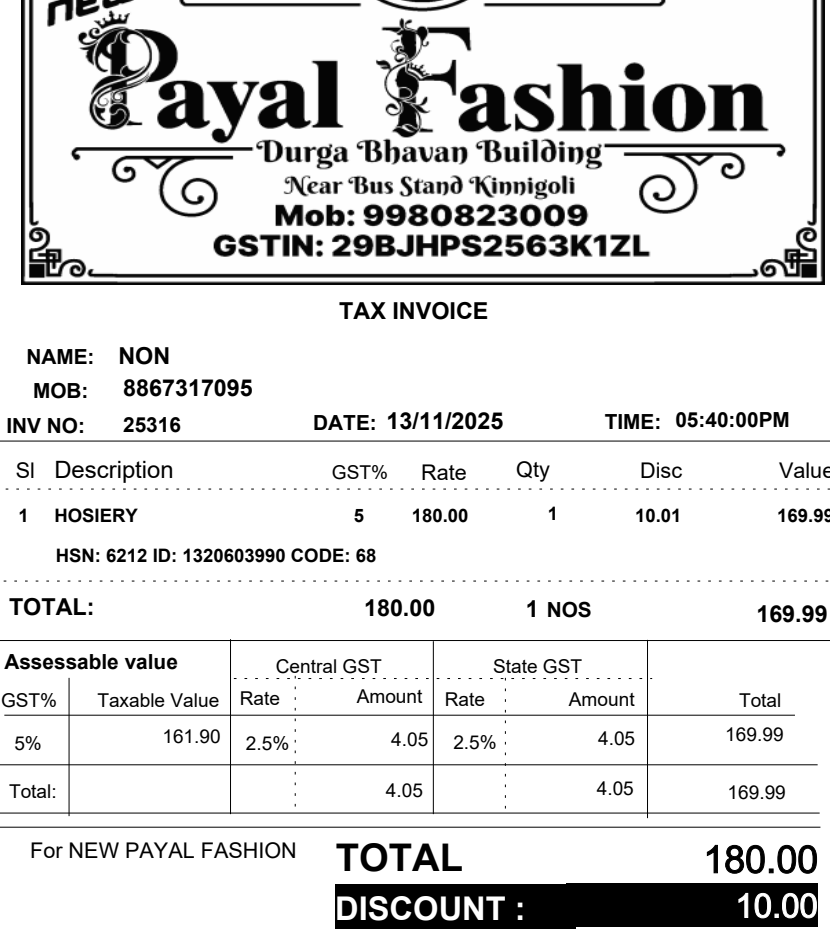 new
Payal Fashion
Durga Bhavan Building
Near Bus Stand Kinnigoli
Mob: 9980823009
GSTIN: 29BJHPS2563K1ZL
TAX INVOICE
NAME: NON
MOB: 8867317095
INV NO: 25316 DATE: 13/11/2025 TIME: 05:40:00PM
Sl Description GST% Rate Qty Disc Value
1 HOSIERY 5 180.00 1 10.01 169.99
HSN: 6212 ID: 1320603990 CODE: 68
TOTAL: 180.00 1 NOS 169.99
Assessable value Central GST State GST
GST% Taxable Value Rate Amount Rate Amount Total
5% 161.90 2.5% 4.05 2.5% 4.05 169.99
Total: 4.05 4.05 169.99
For NEW PAYAL FASHION TOTAL 180.00
DISCOUNT : 10.00